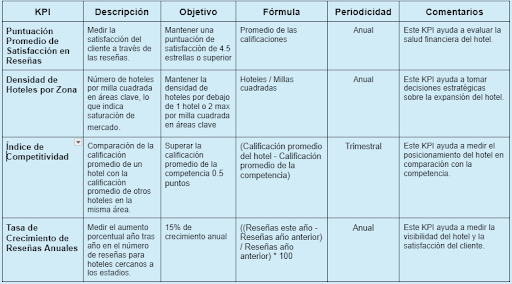 KPI Descripción Objetivo Fórmula Periodicidad Comentarios
Puntuación
Promedio de
Satisfacción en
Reseñas
Medir la
satisfacción del
cliente a través de
las reseñas.
Mantener una
puntuación de
satisfacción de 4.5
estrellas o superior
Promedio de las
calificaciones
Anual
Este KPI ayuda a evaluar la
salud financiera del hotel.
Densidad de
Hoteles por Zona
Número de hoteles
por milla cuadrada
en áreas clave, lo
que indica
saturación de
mercado.
Mantener la
densidad de
hoteles por debajo
de 1 hotel o 2 max
por milla cuadrada
en áreas clave
Hoteles / Millas
cuadradas
Anual
Este KPI ayuda a tomar
decisiones estratégicas
sobre la expansión del hotel.
Índice de
Competitividad
Comparación de la
calificación
promedio de un
hotel con la
calificación
promedio de otros
hoteles en la
misma área.
Superar la
calificación
promedio de la
competencia 0.5
puntos
(Calificación promedio
del hotel - Calificación
promedio de la
competencia)
Trimestral
Este KPI ayuda a medir el
posicionamiento del hotel
en comparación con la
competencia.
Tasa de
Crecimiento de
Reseñas Anuales
Medir el aumento
porcentual año tras
año en el número
de reseñas para
hoteles cercanos a
los estadios.
15% de
crecimiento anual
((Reseñas este año -
Reseñas año anterior)
/ Reseñas año
anterior) * 100
Anual
Este KPI ayuda a medir la
visibilidad del hotel y la
satisfacción del cliente.